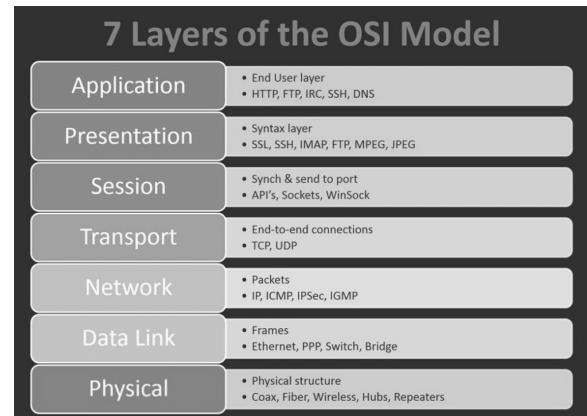 7 Layers of the OSI Model
Application
• End User layer
• HTTP, FTP, IRC, SSH, DNS
Presentation
• Syntax layer
• SSL, SSH, IMAP, FTP, MPEG, JPEG
Session
• Synch & send to port
• API's, Sockets, WinSock
Transport
• End-to-end connections
• TCP, UDP
Network
• Packets
• IP, ICMP, IPSec, IGMP
Data Link
• Frames
• Ethernet, PPP, Switch, Bridge
Physical
• Physical structure
• Coax, Fiber, Wireless, Hubs, Repeaters